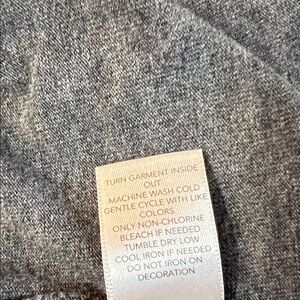 TURN GARMENT INSIDE
OUT
MACHINE WASH COLD
GENTLE CYCLE WITH LIKE
COLORS
ONLY NON-CHLORINE
BLEACH IF NEEDED
TUMBLE DRY LOW
COOL IRON IF NEEDED
DO NOT IRON ON
DECORATION